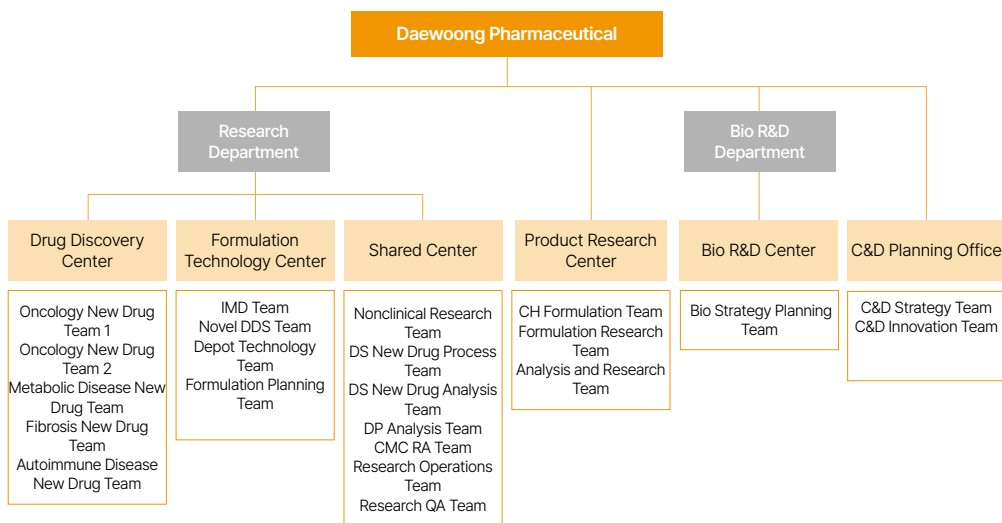 Daewoong Pharmaceutical
Research
Department
Bio R&D
Department
Drug Discovery
Center
Formulation
Technology Center
Shared Center
Product Research
Center
Bio R&D Center
C&D Planning Office
Oncology New Drug
Team 1
Oncology New Drug
Team 2
Metabolic Disease New
Drug Team
Fibrosis New Drug
Team
Autoimmune Disease
New Drug Team
IMD Team
Novel DDS Team
Depot Technology
Team
Formulation Planning
Team
Nonclinical Research
Team
DS New Drug Process
Team
DS New Drug Analysis
Team
DP Analysis Team
CMC RA Team
Research Operations
Team
Research QA Team
CH Formulation Team
Formulation Research
Team
Analysis and Research
Team
Bio Strategy Planning
Team
C&D Strategy Team
C&D Innovation Team